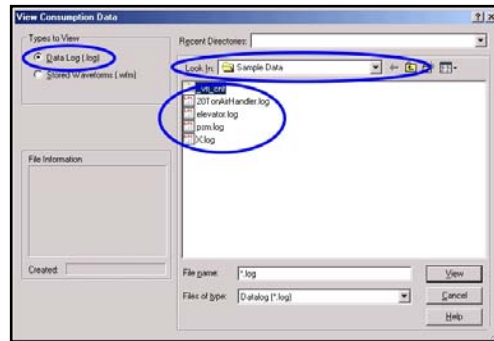 View Consumption Data
Types to View
Data Log (.log)
Stored Waveforms (.wfm)
File Information
Created:
Recent Directories:
Look In: Sample Data
_vti_cnf
20TonAirHandler.log
elevator.log
prm.log
X.log
File name: *.log
Files of type: Datalog (*.log)
View
Cancel
Help